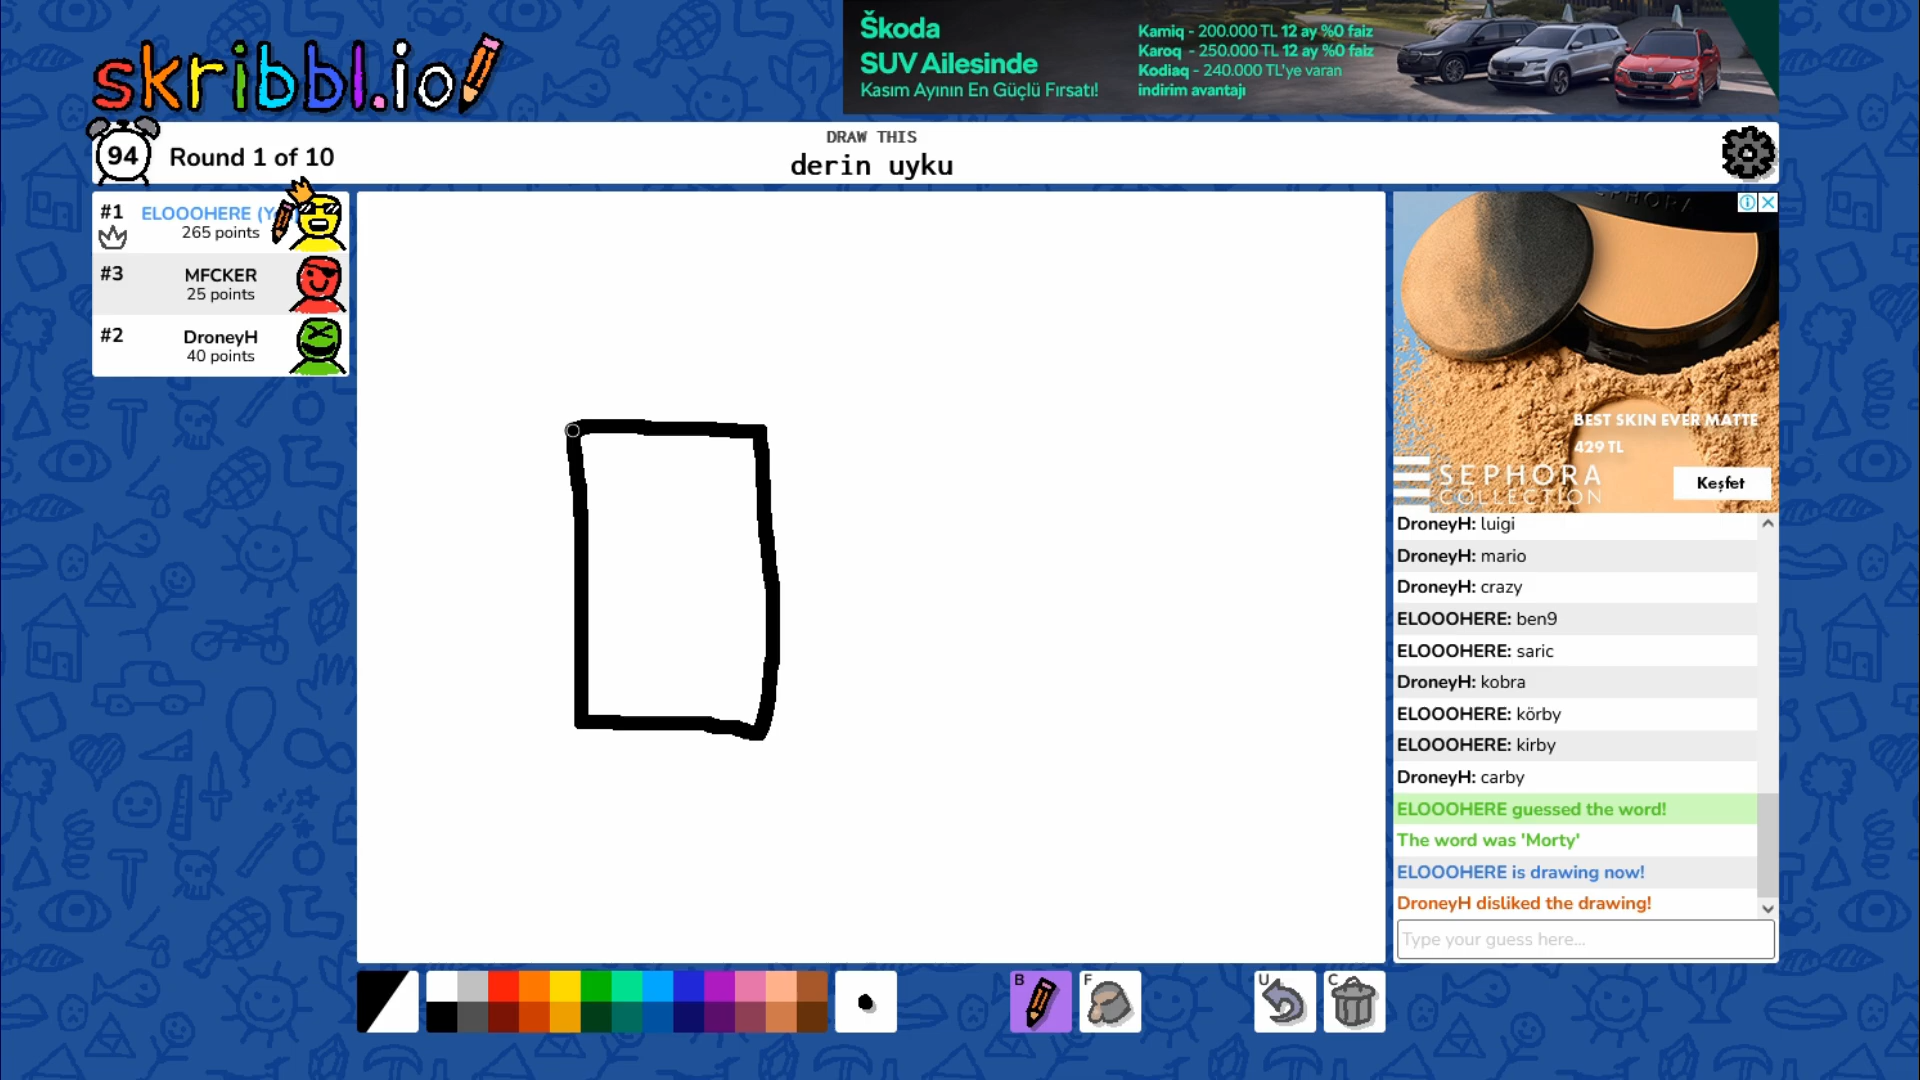 skribbl.io
Škoda
SUV Ailesinde
Kasım Ayının En Güçlü Fırsatı!
Kamiq - 200.000 TL 12 ay %0 faiz
Karoq - 250.000 TL 12 ay %0 faiz
Kodiaq - 240.000 TL'ye varan
indirim avantajı
94
Round 1 of 10
DRAW THIS
derin uyku
#1
ELOOOHERE (Y
265 points
#3
MFCKER
25 points
#2
DroneyH
40 points
SEPHORA
BEST SKIN EVER MATTE
429 TL
SEPHORA
COLLECTION
Keşfet
DroneyH: luigi
DroneyH: mario
DroneyH: crazy
ELOOOHERE: ben9
ELOOOHERE: saric
DroneyH: kobra
ELOOOHERE: körby
ELOOOHERE: kirby
DroneyH: carby
ELOOOHERE guessed the word!
The word was 'Morty'
ELOOOHERE is drawing now!
DroneyH disliked the drawing!
Type your guess here...
B
F
U
C